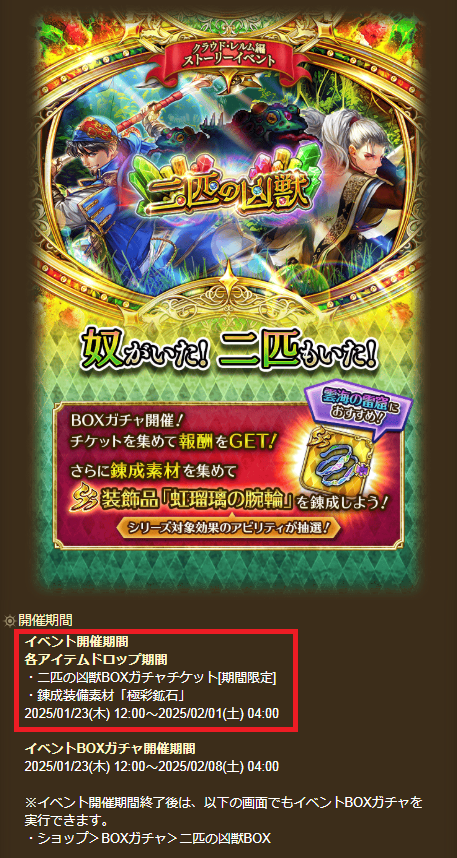 クラウド・レルム編
ストーリーイベント
二匹の凶獣
奴がいた! 二匹もいた!
BOXガチャ開催!
チケットを集めて報酬をGET!
雲海の雷窟に
おすすめ!
さらに錬成素材を集めて
装飾品「虹瑠璃の腕輪」を錬成しよう!
シリーズ対象効果のアビリティが抽選!
開催期間
イベント開催期間
各アイテムドロップ期間
・二匹の凶獣BOXガチャチケット[期間限定]
・錬成装備素材「極彩鉱石」
2025/01/23(木) 12:00～2025/02/01(土) 04:00
イベントBOXガチャ開催期間
2025/01/23(木) 12:00～2025/02/08(土) 04:00
※イベント開催期間終了後は、以下の画面でもイベントBOXガチャを
実行できます。
・ショップ＞BOXガチャ＞二匹の凶獣BOX